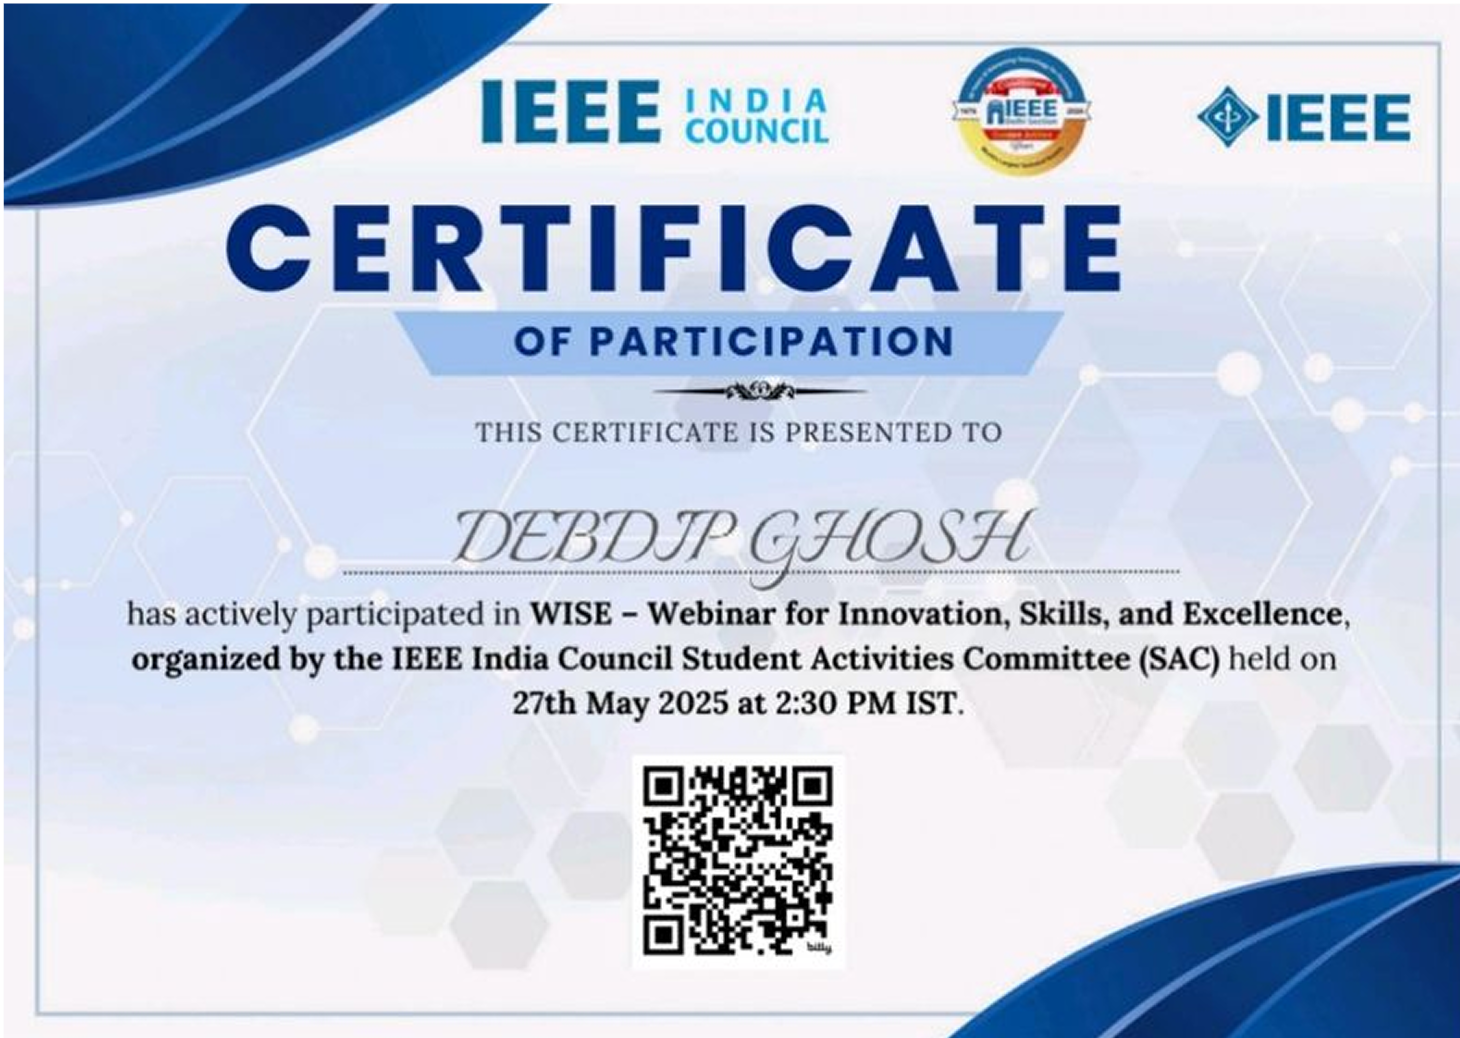 IEEE INDIA COUNCIL
IEEE
IEEE
CERTIFICATE
OF PARTICIPATION
THIS CERTIFICATE IS PRESENTED TO
DEBDIP GHOSH
has actively participated in WISE – Webinar for Innovation, Skills, and Excellence,
organized by the IEEE India Council Student Activities Committee (SAC) held on
27th May 2025 at 2:30 PM IST.
bitly